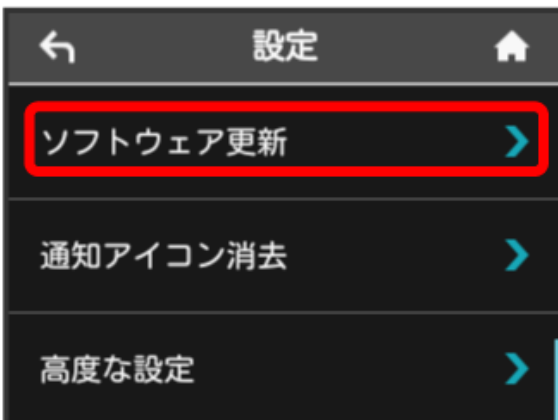 設定
ソフトウェア更新
通知アイコン消去
高度な設定